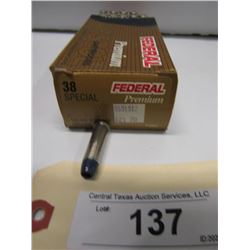 FEDERAL
Premium
38
SPECIAL
FEDERAL
Premium
Central Texas Auction Services, LLC
Lot#:
137